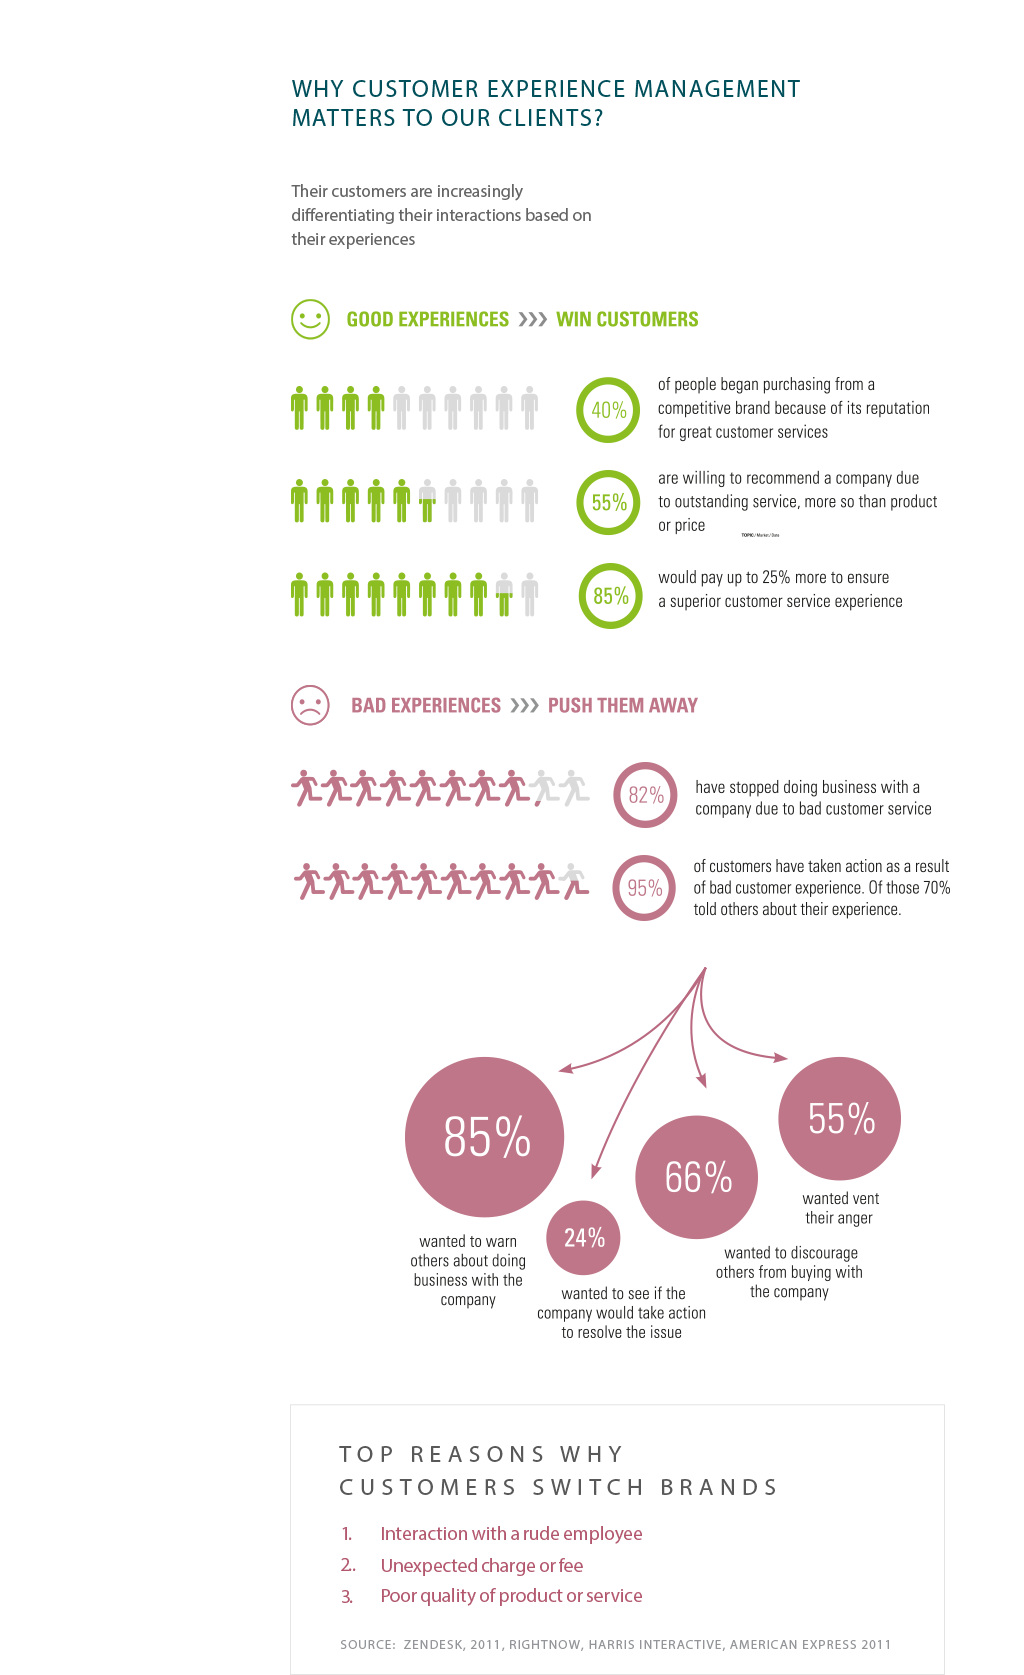 WHY CUSTOMER EXPERIENCE MANAGEMENT
MATTERS TO OUR CLIENTS?
Their customers are increasingly
differentiating their interactions based on
their experiences
GOOD EXPERIENCES ❯❯❯ WIN CUSTOMERS
40%
of people began purchasing from a
competitive brand because of its reputation
for great customer services
55%
are willing to recommend a company due
to outstanding service, more so than product
or price
TOPIC / Market / Data
85%
would pay up to 25% more to ensure
a superior customer service experience
BAD EXPERIENCES ❯❯❯ PUSH THEM AWAY
82%
have stopped doing business with a
company due to bad customer service
95%
of customers have taken action as a result
of bad customer experience. Of those 70%
told others about their experience.
85%
wanted to warn
others about doing
business with the
company
24%
wanted to see if the
company would take action
to resolve the issue
66%
wanted to discourage
others from buying with
the company
55%
wanted vent
their anger
TOP REASONS WHY
CUSTOMERS SWITCH BRANDS
1. Interaction with a rude employee
2.. Unexpected charge or fee
3. Poor quality of product or service
SOURCE: ZENDESK, 2011, RIGHTNOW, HARRIS INTERACTIVE, AMERICAN EXPRESS 2011